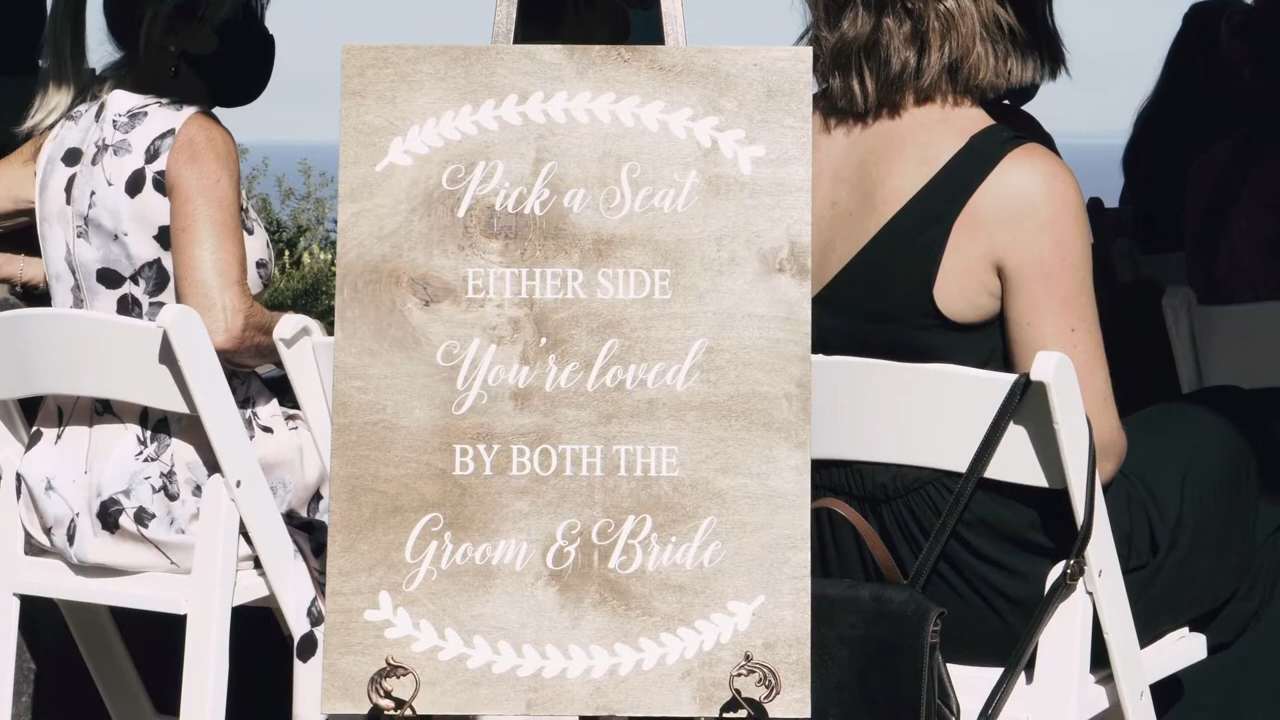 Pick a Seat
EITHER SIDE
You're loved
BY BOTH THE
Groom & Bride